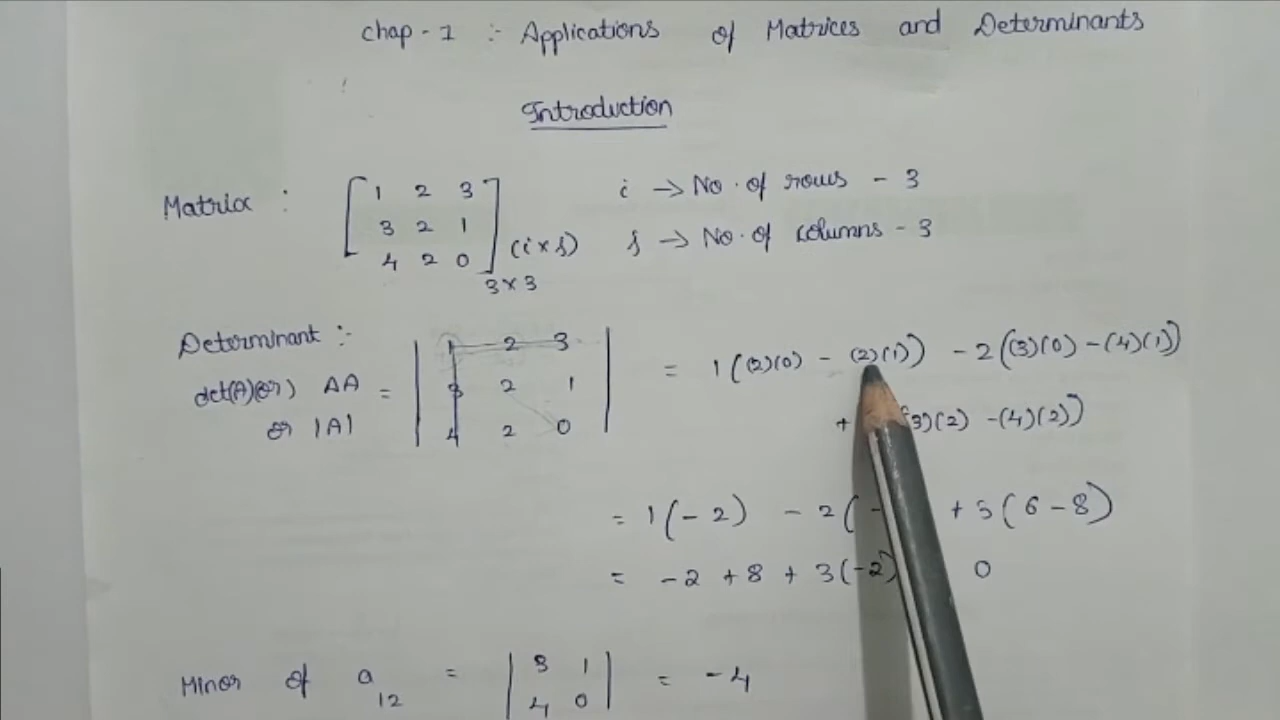 chap - 1 :- Applications of Matrices and Determinants
Introduction
Matrix : [ 1 2 3 i → No. of rows - 3
3 2 1
4 2 0 ] (i × j) j → No. of columns - 3
3 × 3
Determinant :-
det(A) (or) ΔA or |A| = | 1 2 3 | = 1 ((2)(0) - (2)(1)) - 2 ((3)(0) - (4)(1))
3 2 1
4 2 0 + (3)(2) - (4)(2))
= 1 (-2) - 2 ( - + 3 (6 - 8)
= -2 + 8 + 3 (-2) 0
Minor of a12 = | 3 1 | = -4
4 0